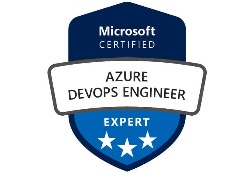 Microsoft
CERTIFIED
AZURE
DEVOPS ENGINEER
EXPERT